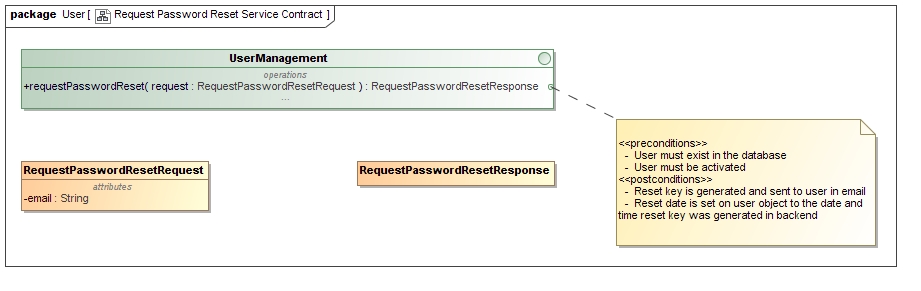 package User [ Request Password Reset Service Contract ]
UserManagement
operations
+requestPasswordReset( request : RequestPasswordResetRequest ) : RequestPasswordResetResponse
...
<<preconditions>>
- User must exist in the database
- User must be activated
<<postconditions>>
- Reset key is generated and sent to user in email
- Reset date is set on user object to the date and
time reset key was generated in backend
RequestPasswordResetRequest
attributes
-email : String
RequestPasswordResetResponse